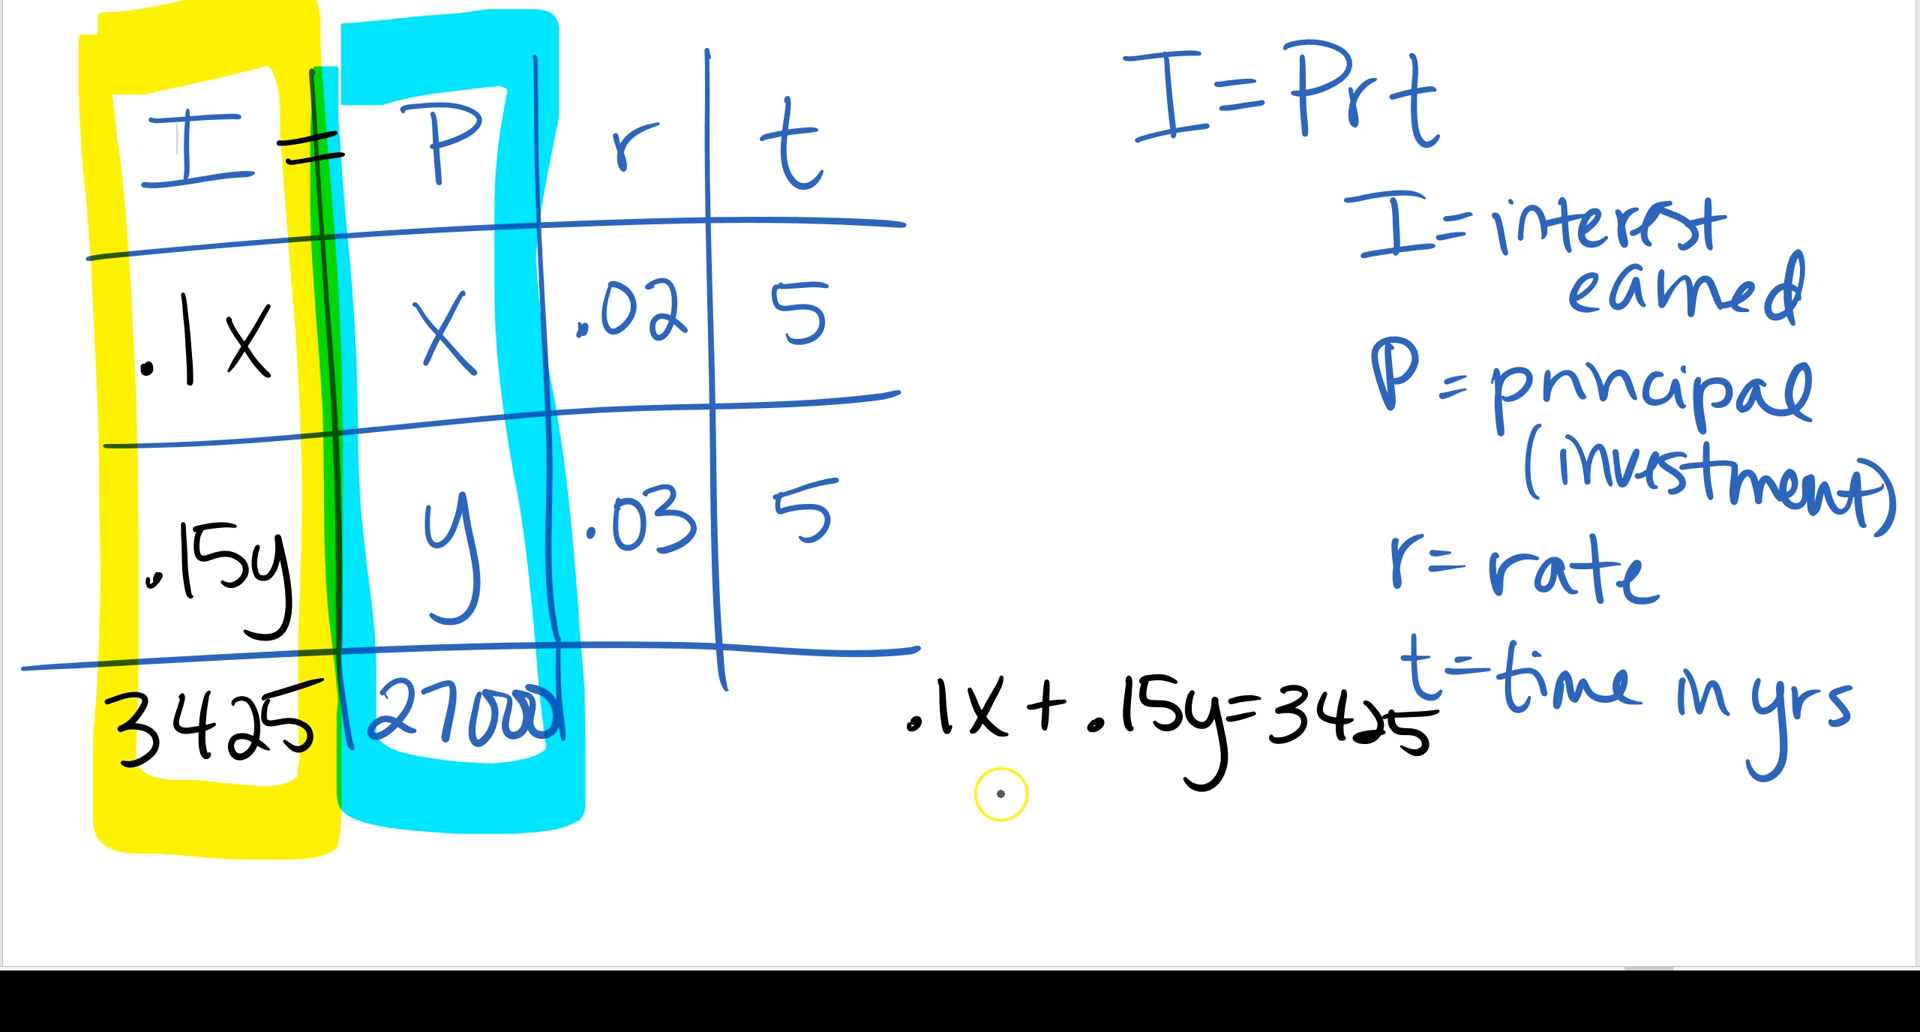 I = P r t
.1x x .02 5
.15y y .03 5
3425 27000
I = Prt
I = interest
earned
P = principal
(investment)
r = rate
t = time in yrs
.1x + .15y = 3425